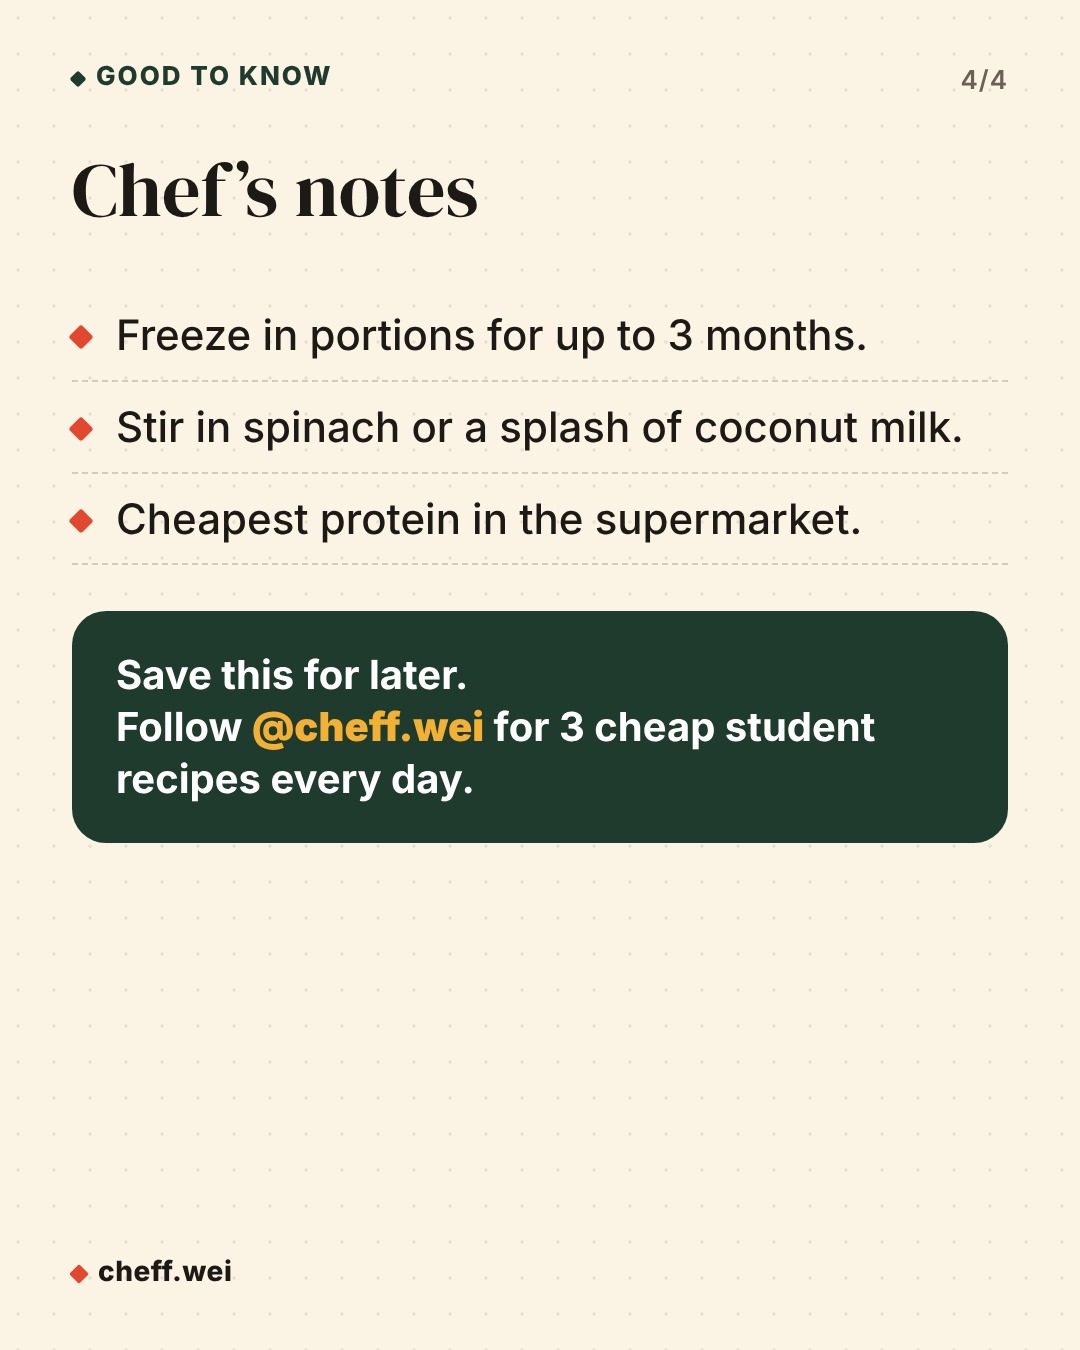 GOOD TO KNOW
4/4
Chef’s notes
Freeze in portions for up to 3 months.
Stir in spinach or a splash of coconut milk.
Cheapest protein in the supermarket.
Save this for later.
Follow @cheff.wei for 3 cheap student
recipes every day.
cheff.wei